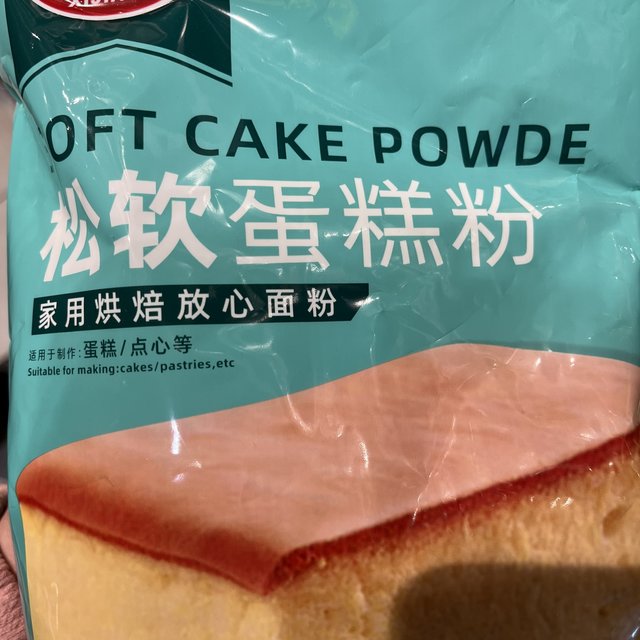 OFT CAKE POWDE
松软蛋糕粉
家用烘焙放心面粉
适用于制作:蛋糕/点心等
Suitable for making:cakes/pastries,etc